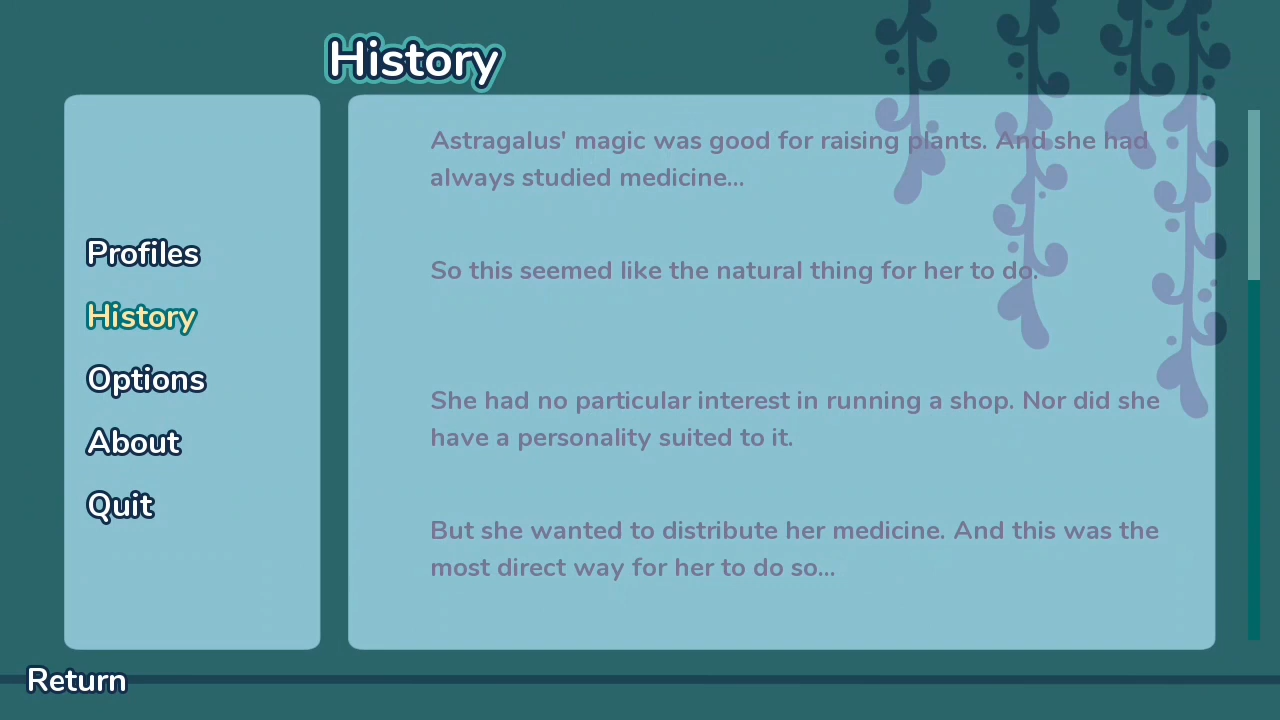 History
Profiles
History
Options
About
Quit
Return
Astragalus' magic was good for raising plants. And she had
always studied medicine...
So this seemed like the natural thing for her to do.
She had no particular interest in running a shop. Nor did she
have a personality suited to it.
But she wanted to distribute her medicine. And this was the
most direct way for her to do so...